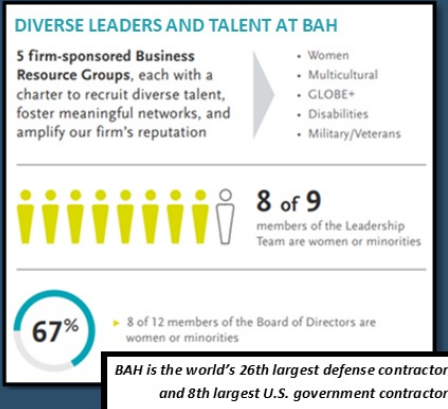 DIVERSE LEADERS AND TALENT AT BAH
5 firm-sponsored Business
Resource Groups, each with a
charter to recruit diverse talent,
foster meaningful networks, and
amplify our firm's reputation
• Women
• Multicultural
• GLOBE+
• Disabilities
• Military/Veterans
8 of 9
members of the Leadership
Team are women or minorities
67%
8 of 12 members of the Board of Directors are
women or minorities
BAH is the world's 26th largest defense contractor
and 8th largest U.S. government contractor